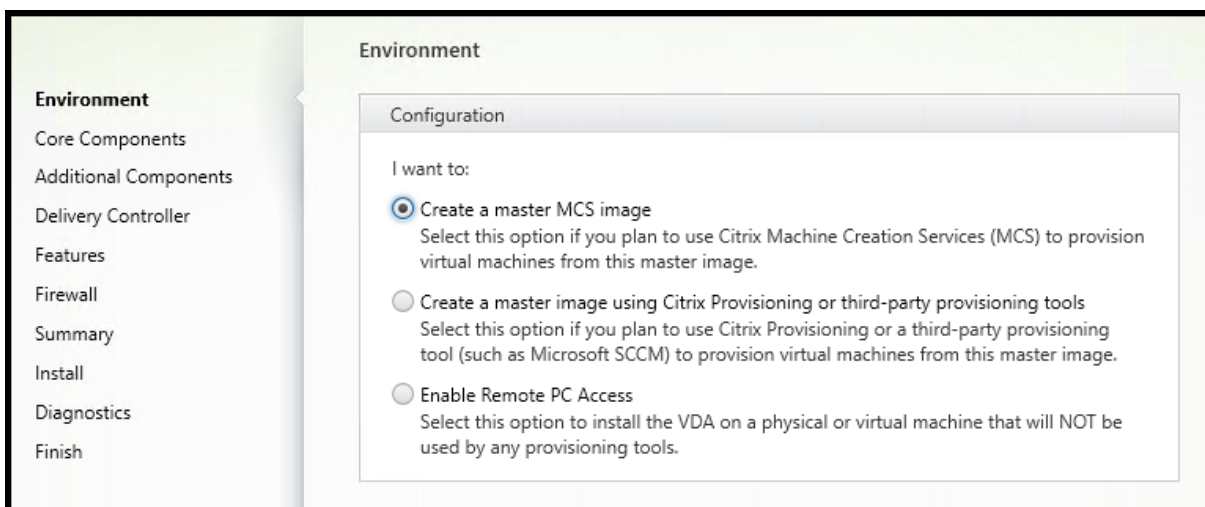 Environment
Core Components
Additional Components
Delivery Controller
Features
Firewall
Summary
Install
Diagnostics
Finish
Environment
Configuration
I want to:
Create a master MCS image
Select this option if you plan to use Citrix Machine Creation Services (MCS) to provision
virtual machines from this master image.
Create a master image using Citrix Provisioning or third-party provisioning tools
Select this option if you plan to use Citrix Provisioning or a third-party provisioning
tool (such as Microsoft SCCM) to provision virtual machines from this master image.
Enable Remote PC Access
Select this option to install the VDA on a physical or virtual machine that will NOT be
used by any provisioning tools.